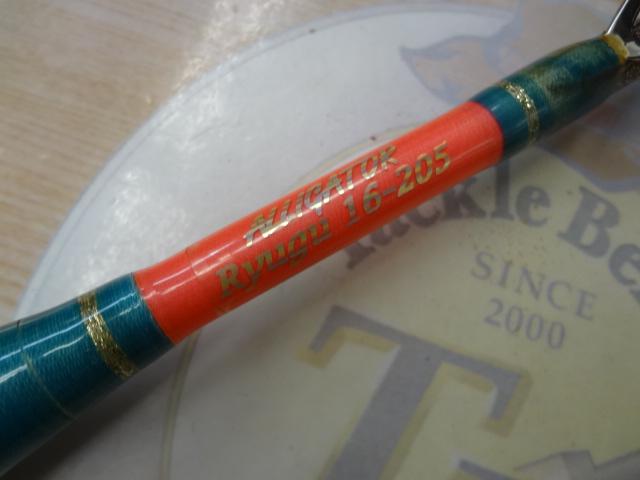 ALLIGATOR
Ryugu 16-205
Tackle Be
SINCE
2000
T